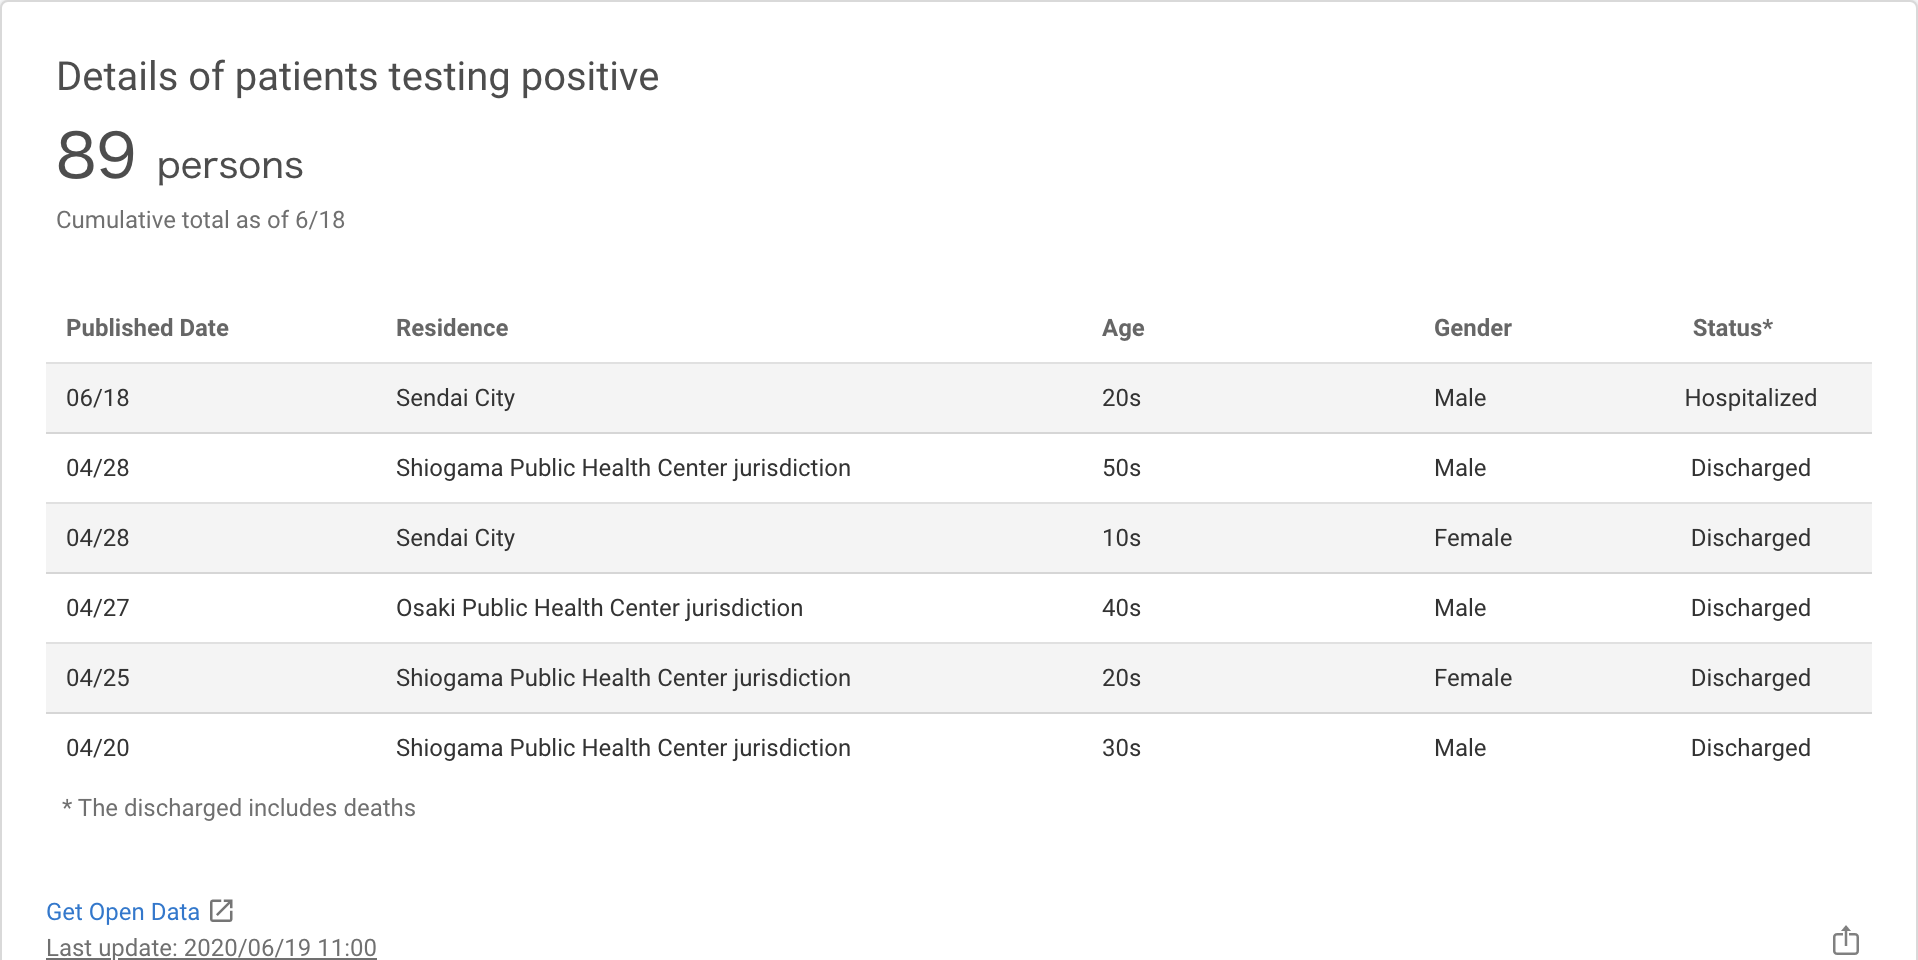 Details of patients testing positive
89 persons
Cumulative total as of 6/18
Published Date Residence Age Gender Status*
06/18 Sendai City 20s Male Hospitalized
04/28 Shiogama Public Health Center jurisdiction 50s Male Discharged
04/28 Sendai City 10s Female Discharged
04/27 Osaki Public Health Center jurisdiction 40s Male Discharged
04/25 Shiogama Public Health Center jurisdiction 20s Female Discharged
04/20 Shiogama Public Health Center jurisdiction 30s Male Discharged
* The discharged includes deaths
Get Open Data
Last update: 2020/06/19 11:00